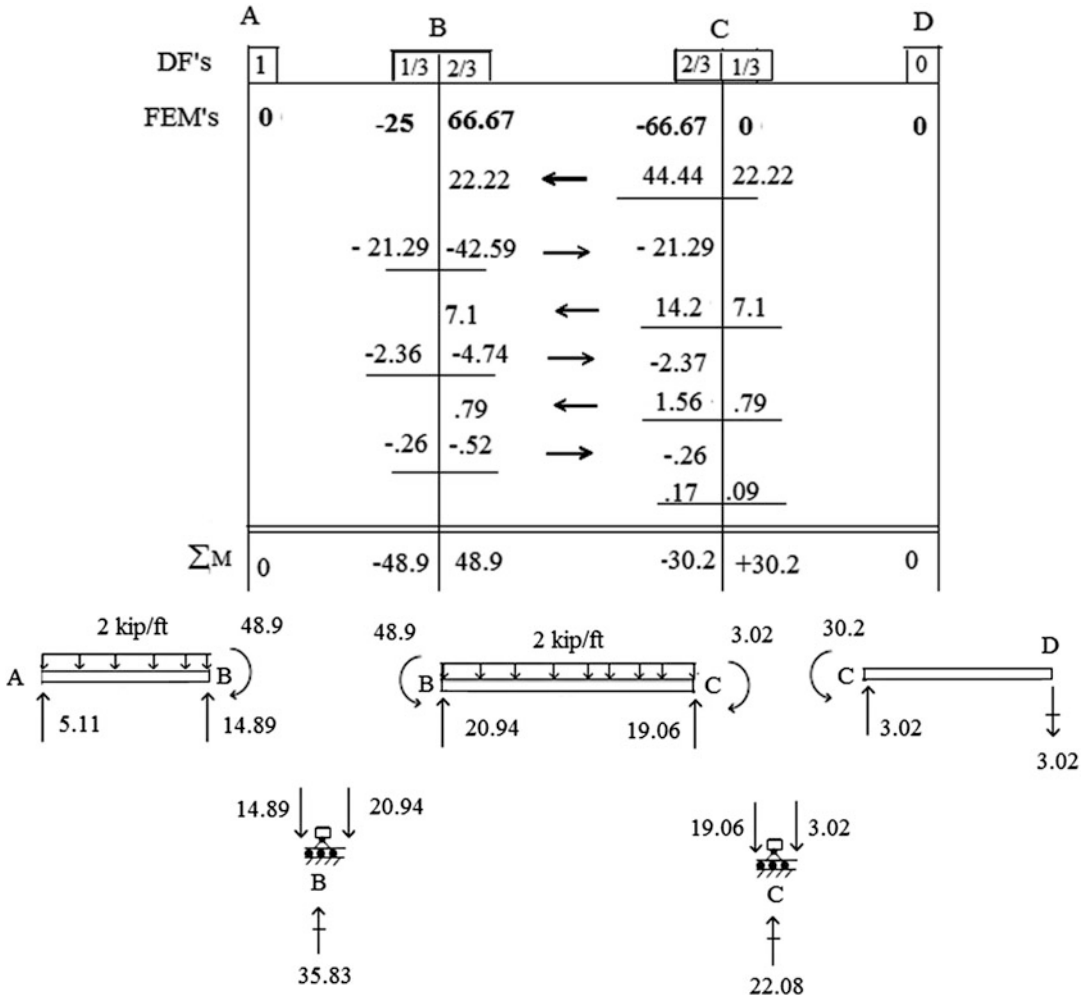 A B C D
DF's 1 1/3 2/3 2/3 1/3 0
FEM's 0 -25 66.67 -66.67 0 0
22.22 44.44 22.22
- 21.29 -42.59 - 21.29
7.1 14.2 7.1
-2.36 -4.74 -2.37
.79 1.56 .79
-.26 -.52 -.26
.17 .09
ΣM 0 -48.9 48.9 -30.2 +30.2 0
2 kip/ft 48.9 48.9 2 kip/ft 3.02 30.2 D
A B B C C
5.11 14.89 20.94 19.06 3.02 3.02
14.89 20.94 19.06 3.02
B C
35.83 22.08